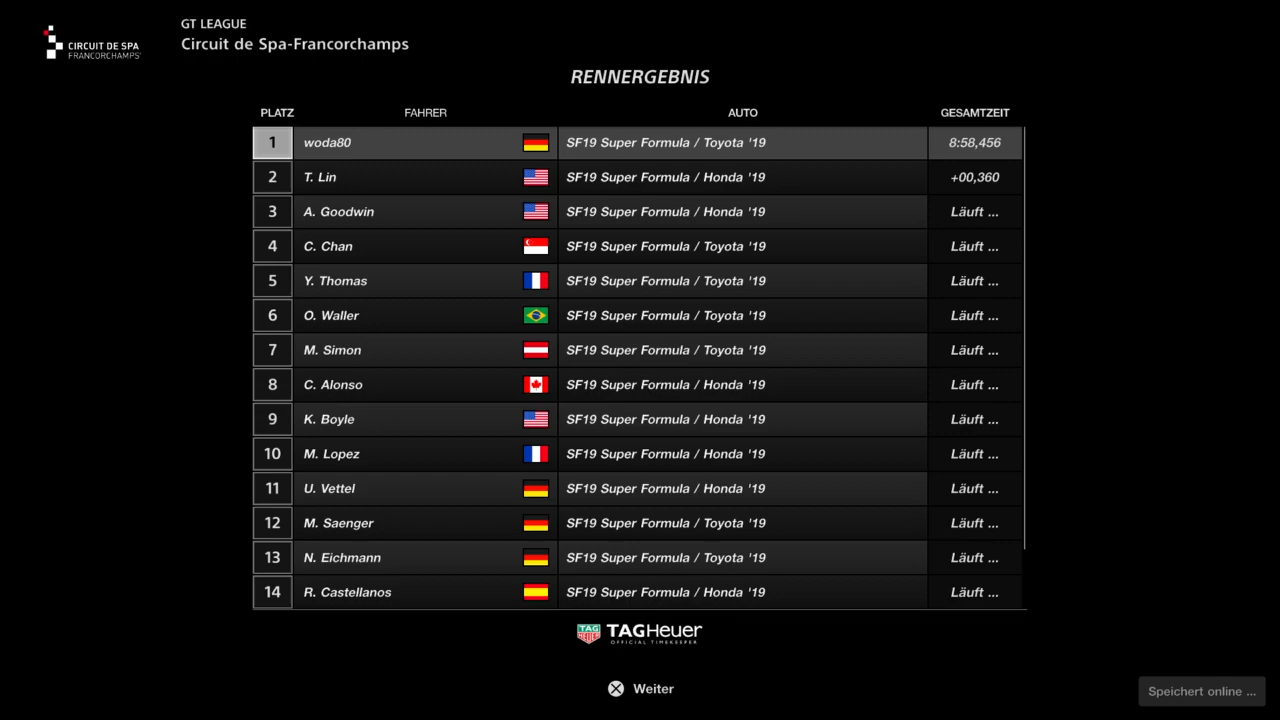 GT LEAGUE
Circuit de Spa-Francorchamps
CIRCUIT DE SPA
FRANCORCHAMPS
RENNERGEBNIS
PLATZ FAHRER AUTO GESAMTZEIT
1 woda80 SF19 Super Formula / Toyota '19 8:58,456
2 T. Lin SF19 Super Formula / Honda '19 +00,360
3 A. Goodwin SF19 Super Formula / Honda '19 Läuft ...
4 C. Chan SF19 Super Formula / Toyota '19 Läuft ...
5 Y. Thomas SF19 Super Formula / Toyota '19 Läuft ...
6 O. Waller SF19 Super Formula / Toyota '19 Läuft ...
7 M. Simon SF19 Super Formula / Toyota '19 Läuft ...
8 C. Alonso SF19 Super Formula / Honda '19 Läuft ...
9 K. Boyle SF19 Super Formula / Honda '19 Läuft ...
10 M. Lopez SF19 Super Formula / Honda '19 Läuft ...
11 U. Vettel SF19 Super Formula / Honda '19 Läuft ...
12 M. Saenger SF19 Super Formula / Toyota '19 Läuft ...
13 N. Eichmann SF19 Super Formula / Toyota '19 Läuft ...
14 R. Castellanos SF19 Super Formula / Honda '19 Läuft ...
TAG HEUER TAGHeuer
OFFICIAL TIMEKEEPER
Weiter
Speichert online ...